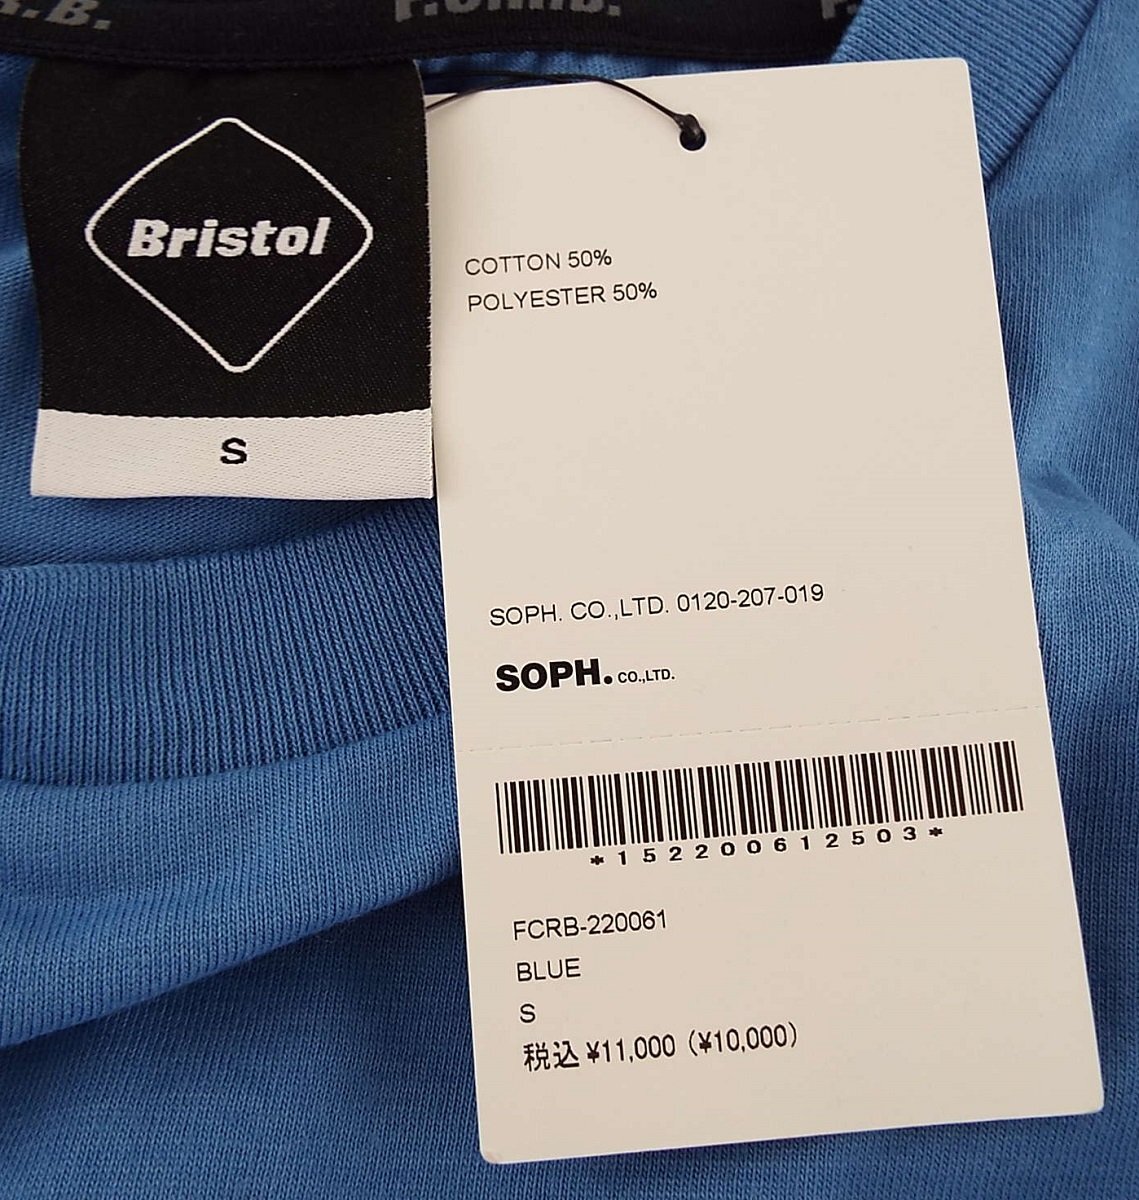 Bristol
S
COTTON 50%
POLYESTER 50%
SOPH. CO.,LTD. 0120-207-019
SOPH. CO.,LTD.
*152200612503*
FCRB-220061
BLUE
S
税込 ¥11,000 (¥10,000)